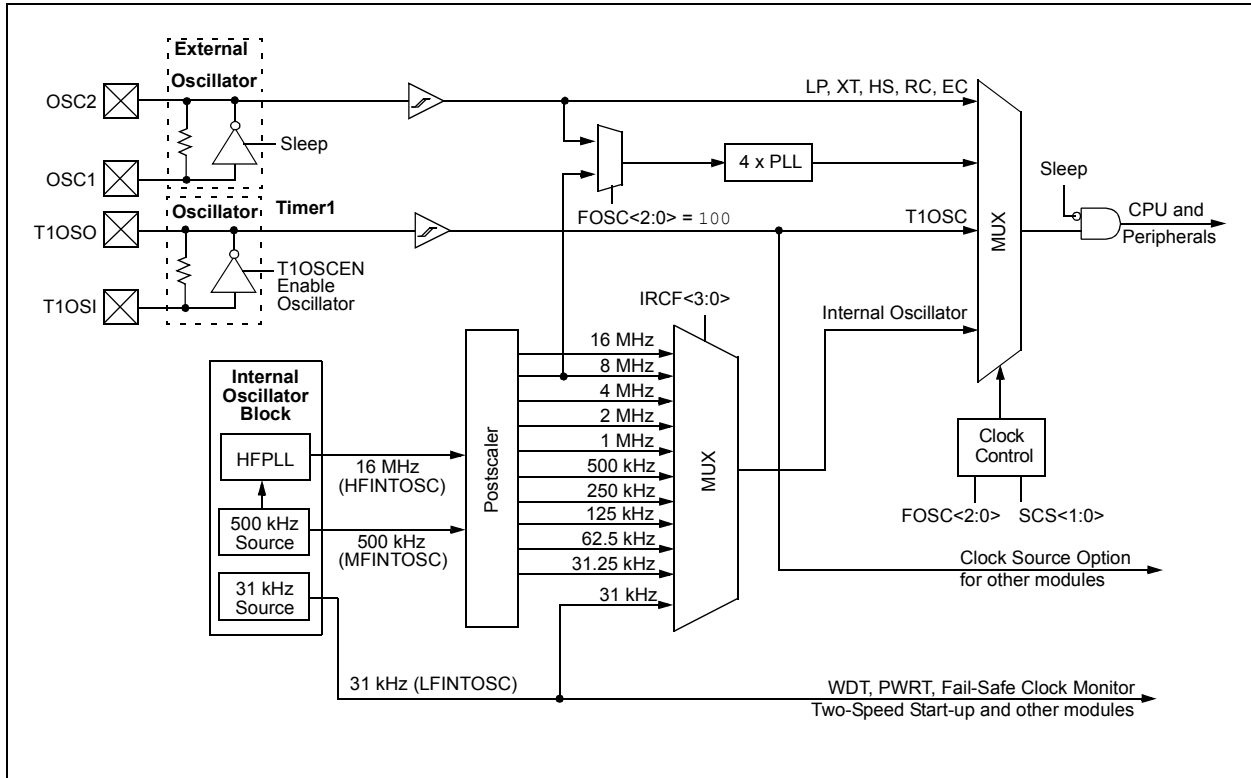 External
Oscillator
OSC2
Sleep
OSC1
LP, XT, HS, RC, EC
4 x PLL
FOSC<2:0> = 100
Sleep
CPU and
Peripherals
MUX
Oscillator
Timer1
T1OSO
T1OSC
T1OSCEN
Enable
Oscillator
T1OSI
IRCF<3:0>
Internal Oscillator
Internal
Oscillator
Block
HFPLL
500 kHz
Source
31 kHz
Source
16 MHz
(HFINTOSC)
500 kHz
(MFINTOSC)
Postscaler
16 MHz
8 MHz
4 MHz
2 MHz
1 MHz
500 kHz
250 kHz
125 kHz
62.5 kHz
31.25 kHz
31 kHz
MUX
Clock
Control
FOSC<2:0>
SCS<1:0>
Clock Source Option
for other modules
31 kHz (LFINTOSC)
WDT, PWRT, Fail-Safe Clock Monitor
Two-Speed Start-up and other modules